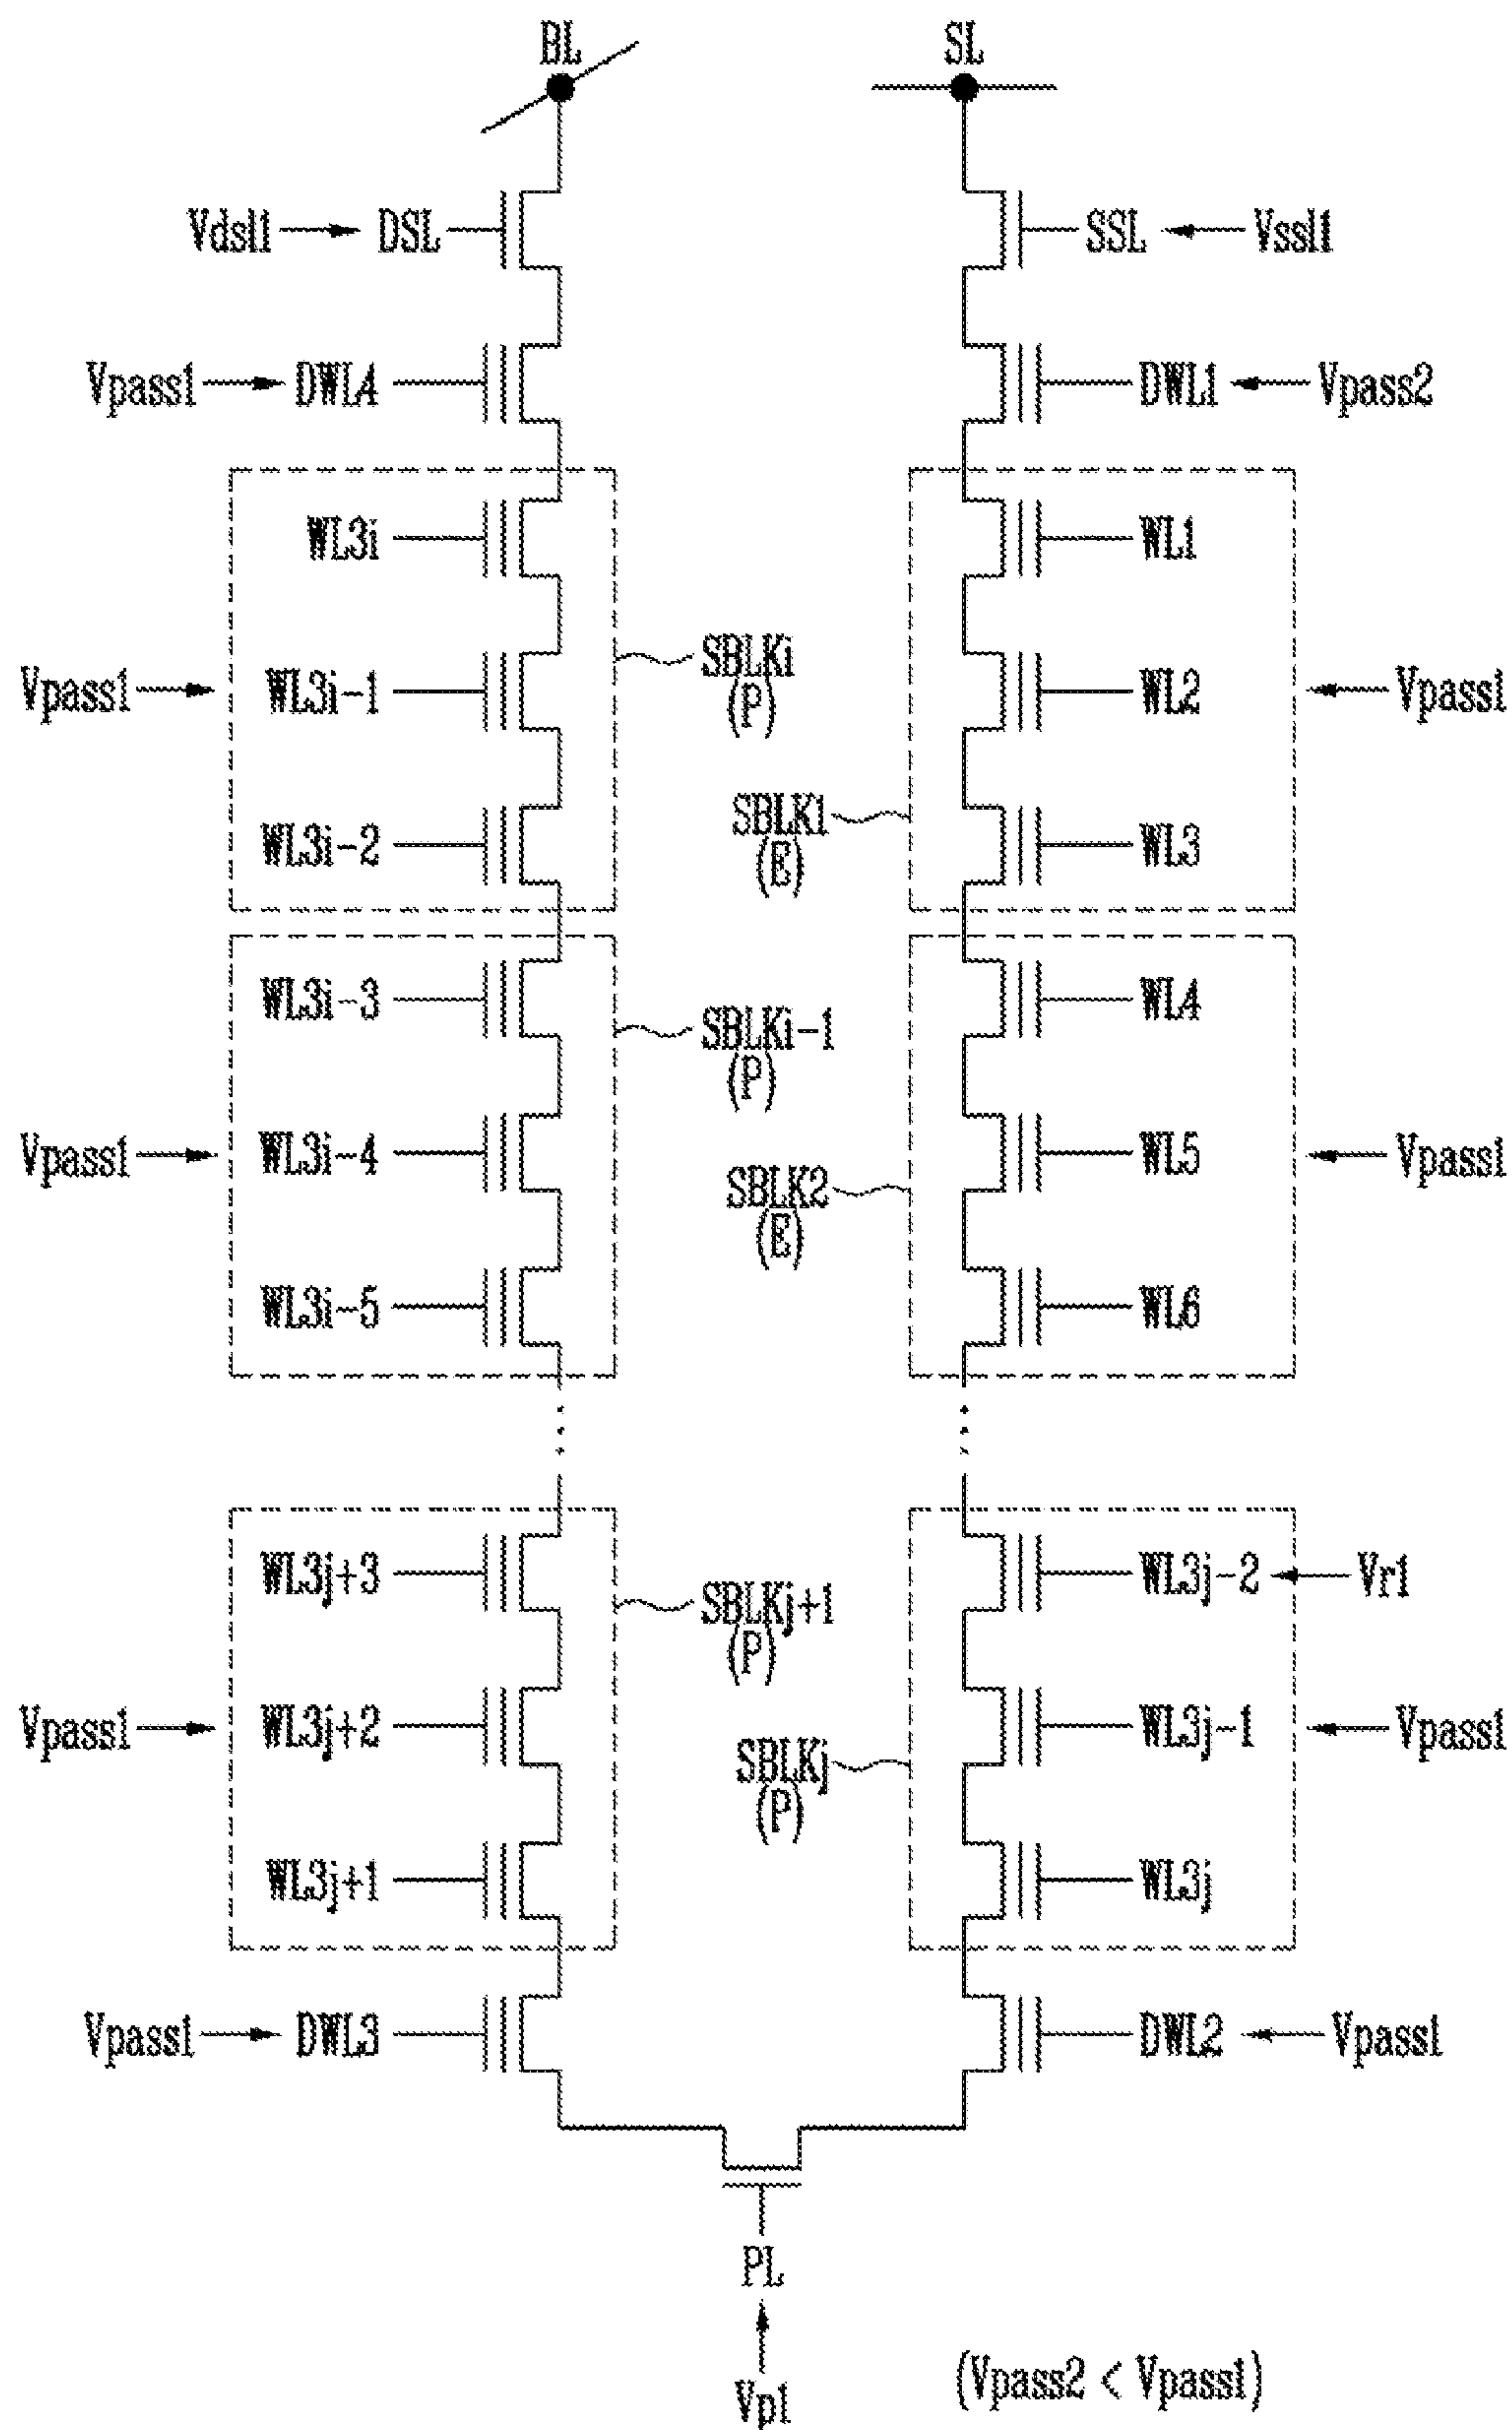 BL SL
Vdsl1 DSL SSL Vssl1
Vpass1 DWL4 DWL1 Vpass2
WL3i WL1
SBLKi
(P)
Vpass1 WL3i-1 WL2 Vpass1
SBLK1
(E)
WL3i-2 WL3
WL3i-3 WL4
SBLKi-1
(P)
Vpass1 WL3i-4 WL5 Vpass1
SBLK2
(E)
WL3i-5 WL6
WL3j+3 WL3j-2 Vr1
SBLKj+1
(P)
Vpass1 WL3j+2 WL3j-1 Vpass1
SBLKj
(P)
WL3j+1 WL3j
Vpass1 DWL3 DWL2 Vpass1
PL
Vp1
(Vpass2 < Vpass1)